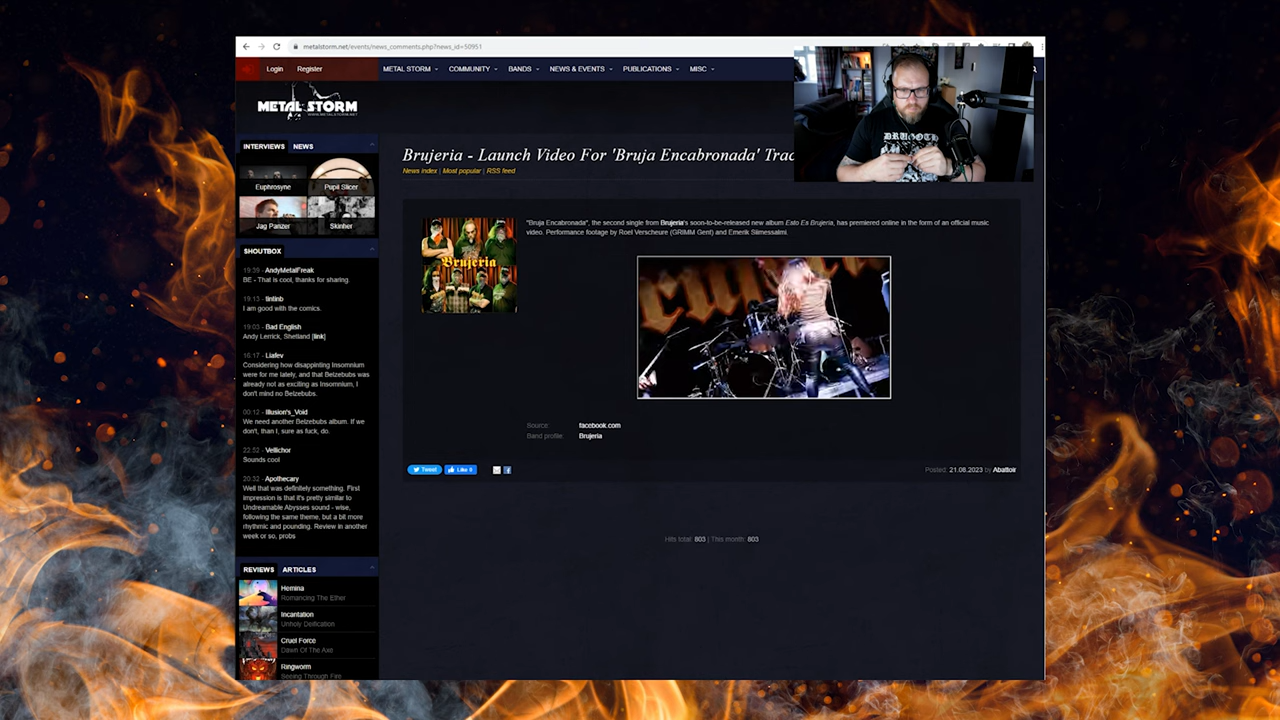 metalstorm.net/events/news_comments.php?news_id=50951
Login Register METAL STORM COMMUNITY BANDS NEWS & EVENTS PUBLICATIONS MISC
METAL STORM
WWW.METALSTORM.NET
INTERVIEWS NEWS
Euphrosyne Pupil Slicer
Jag Panzer Skinher
SHOUTBOX
19:59 - AndyMetalFreak
BE - That is cool, thanks for sharing.
19:13 - tintinb
I am good with the comics.
19:03 - Bad English
Andy Lerrick, Shetland [link]
16:17 - Liafev
Considering how disappinting Insomnium
were for me lately, and that Belzebubs was
already not as exciting as Insomnium, I
don't mind no Belzebubs.
00:12 - Illusion's_Void
We need another Belzebubs album. If we
don't, than I, sure as fuck, do.
22:52 - Vellichor
Sounds cool
20:32 - Apothecary
Well that was definitely something. First
impression is that it's pretty similar to
Undreamable Abysses sound - wise,
following the same theme, but a bit more
rhythmic and pounding. Review in another
week or so, probs
REVIEWS ARTICLES
Hemina
Romancing The Ether
Incantation
Unholy Deification
Cruel Force
Dawn Of The Axe
Ringworm
Seeing Through Fire
Brujeria - Launch Video For 'Bruja Encabronada' Trac
News index | Most popular | RSS feed
Brujeria
"Bruja Encabronada", the second single from Brujeria's soon-to-be-released new album Esto Es Brujeria, has premiered online in the form of an official music
video. Performance footage by Roel Verscheure (GRIMM Gent) and Emerik Slimessalmi.
Source: facebook.com
Band profile: Brujeria
Tweet Like 0
Posted: 21.08.2023 by Abattoir
Hits total: 803 | This month: 803